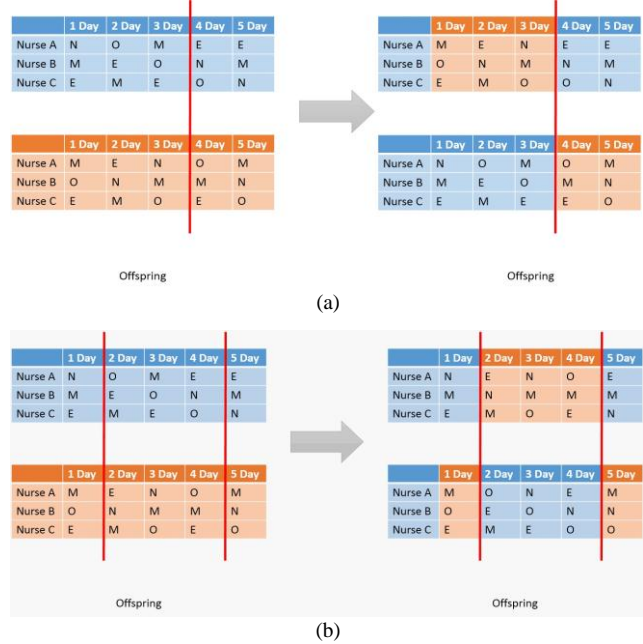 1 Day 2 Day 3 Day 4 Day 5 Day
Nurse A N O M E E
Nurse B M E O N M
Nurse C E M E O N
1 Day 2 Day 3 Day 4 Day 5 Day
Nurse A M E N E E
Nurse B O N M N M
Nurse C E M O O N
1 Day 2 Day 3 Day 4 Day 5 Day
Nurse A M E N O M
Nurse B O N M M N
Nurse C E M O E O
1 Day 2 Day 3 Day 4 Day 5 Day
Nurse A N O M O M
Nurse B M E O M N
Nurse C E M E E O
Offspring
Offspring
(a)
1 Day 2 Day 3 Day 4 Day 5 Day
Nurse A N O M E E
Nurse B M E O N M
Nurse C E M E O N
1 Day 2 Day 3 Day 4 Day 5 Day
Nurse A N E N O E
Nurse B M N M M M
Nurse C E M O E N
1 Day 2 Day 3 Day 4 Day 5 Day
Nurse A M E N O M
Nurse B O N M M N
Nurse C E M O E O
1 Day 2 Day 3 Day 4 Day 5 Day
Nurse A M O N E M
Nurse B O E O N N
Nurse C E M E O O
Offspring
Offspring
(b)